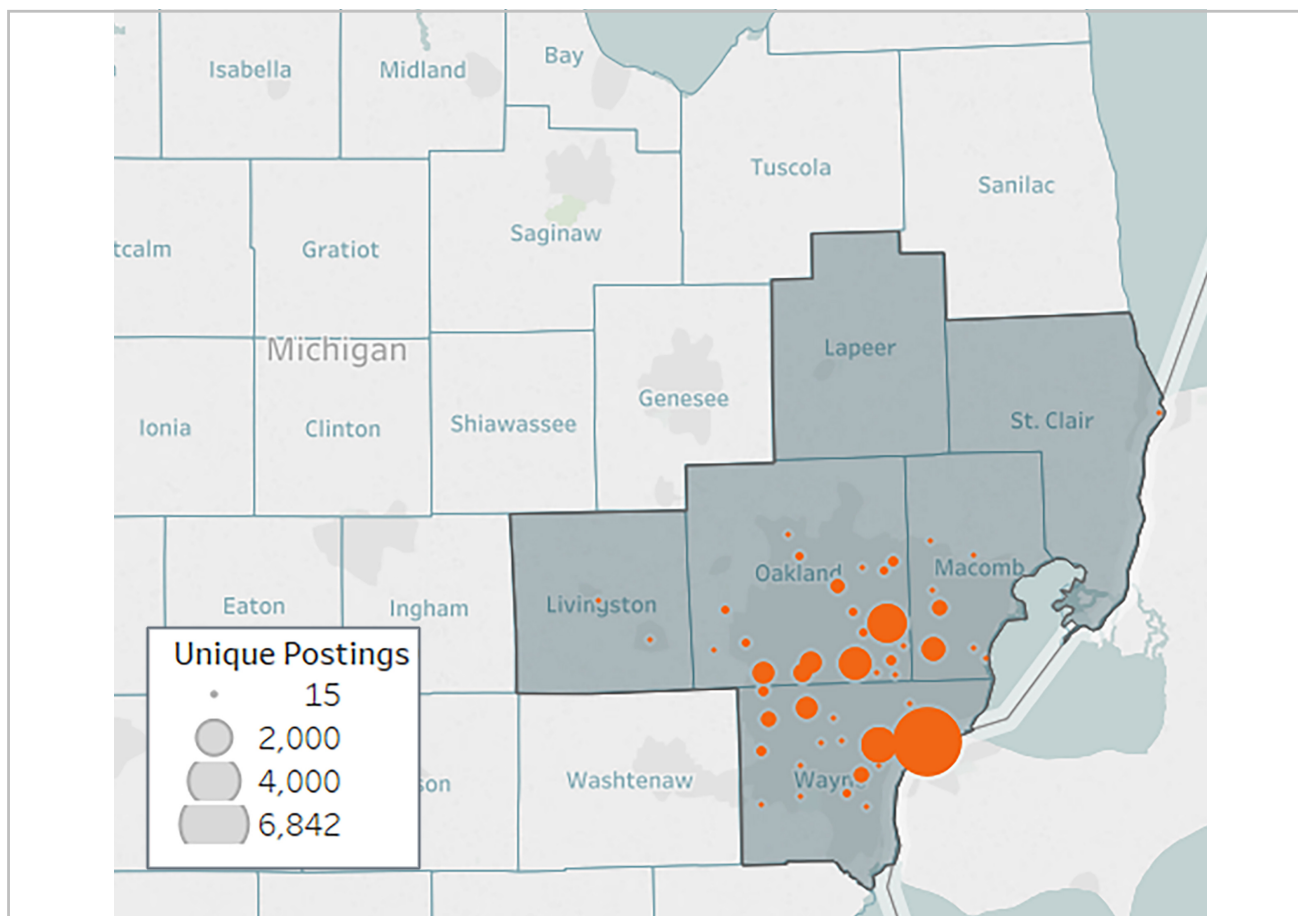 Isabella
Midland
Bay
Tuscola
Sanilac
tcalm
Gratiot
Saginaw
Michigan
Lapeer
Ionia
Clinton
Shiawassee
Genesee
St. Clair
Eaton
Ingham
Livingston
Oakland
Macomb
Unique Postings
15
2,000
4,000
6,842
son
Washtenaw
Wayne